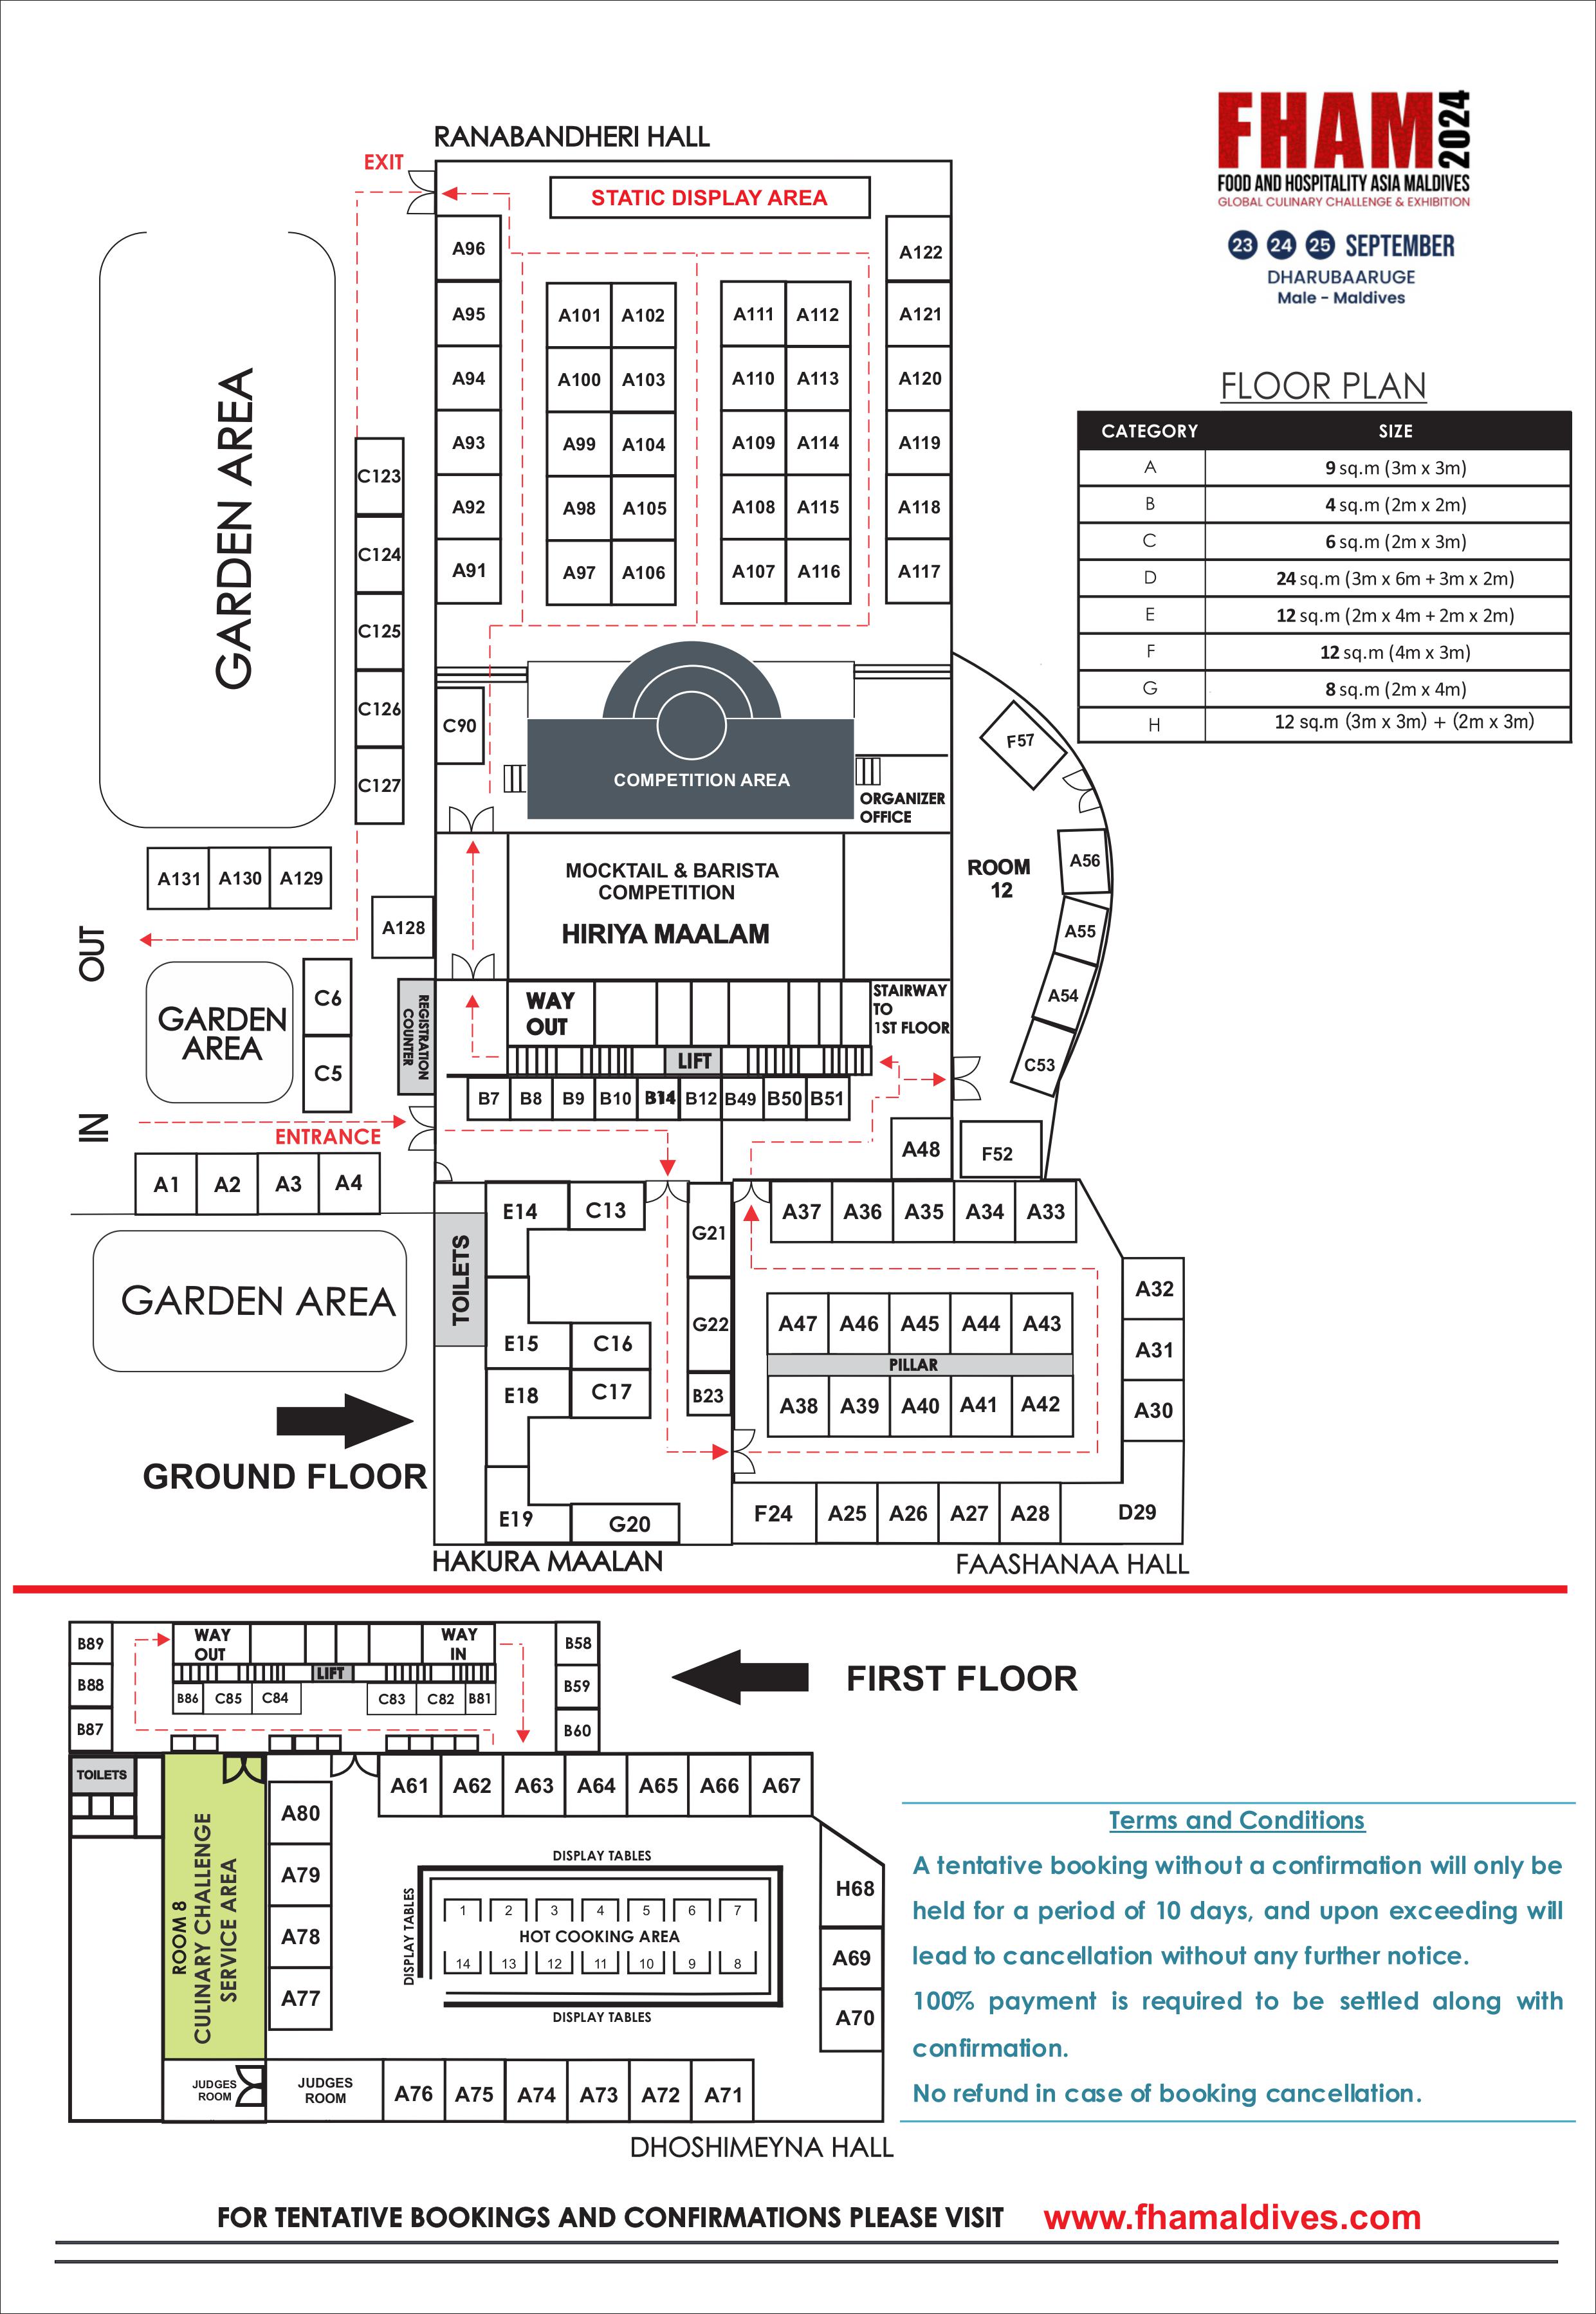 FHAM 2024
FOOD AND HOSPITALITY ASIA MALDIVES
GLOBAL CULINARY CHALLENGE & EXHIBITION
23 24 25 SEPTEMBER
DHARUBAARUGE
Male - Maldives
FLOOR PLAN
CATEGORY SIZE
A 9 sq.m (3m x 3m)
B 4 sq.m (2m x 2m)
C 6 sq.m (2m x 3m)
D 24 sq.m (3m x 6m + 3m x 2m)
E 12 sq.m (2m x 4m + 2m x 2m)
F 12 sq.m (4m x 3m)
G 8 sq.m (2m x 4m)
H 12 sq.m (3m x 3m) + (2m x 3m)
RANABANDHERI HALL
EXIT
STATIC DISPLAY AREA
A96 A122
A95 A101 A102 A111 A112 A121
A94 A100 A103 A110 A113 A120
A93 A99 A104 A109 A114 A119
A92 A98 A105 A108 A115 A118
A91 A97 A106 A107 A116 A117
GARDEN AREA
C123
C124
C125
C126
C127
C90
COMPETITION AREA
ORGANIZER
OFFICE
F57
A56
A55
A54
C53
ROOM
12
A131 A130 A129
A128
MOCKTAIL & BARISTA
COMPETITION
HIRIYA MAALAM
OUT
GARDEN
AREA
C6
C5
REGISTRATION
COUNTER
WAY
OUT
STAIRWAY
TO
1ST FLOOR
LIFT
B7 B8 B9 B10 B12 B49 B50 B51
IN
ENTRANCE
A48 F52
A1 A2 A3 A4
GARDEN AREA
TOILETS
E14 C13
G21
A37 A36 A35 A34 A33
A32
A31
A30
E15 C16
G22
A47 A46 A45 A44 A43
PILLAR
E18 C17
B23
A38 A39 A40 A41 A42
GROUND FLOOR
E19 G20
F24 A25 A26 A27 A28 D29
HAKURA MAALAN
FAASHANAA HALL
B89
B88
B87
WAY
OUT
WAY
IN
LIFT
B86 C85 C84 C83 C82 B81
B58
B59
B60
FIRST FLOOR
TOILETS
A61 A62 A63 A64 A65 A66 A67
A80
A79
A78
A77
ROOM 8
CULINARY CHALLENGE
SERVICE AREA
DISPLAY TABLES
DISPLAY TABLES
1 2 3 4 5 6 7
HOT COOKING AREA
14 13 12 11 10 9 8
DISPLAY TABLES
H68
A69
A70
JUDGES
ROOM
JUDGES
ROOM
A76 A75 A74 A73 A72 A71
DHOSHIMEYNA HALL
Terms and Conditions
A tentative booking without a confirmation will only be
held for a period of 10 days, and upon exceeding will
lead to cancellation without any further notice.
100% payment is required to be settled along with
confirmation.
No refund in case of booking cancellation.
FOR TENTATIVE BOOKINGS AND CONFIRMATIONS PLEASE VISIT www.fhamaldives.com